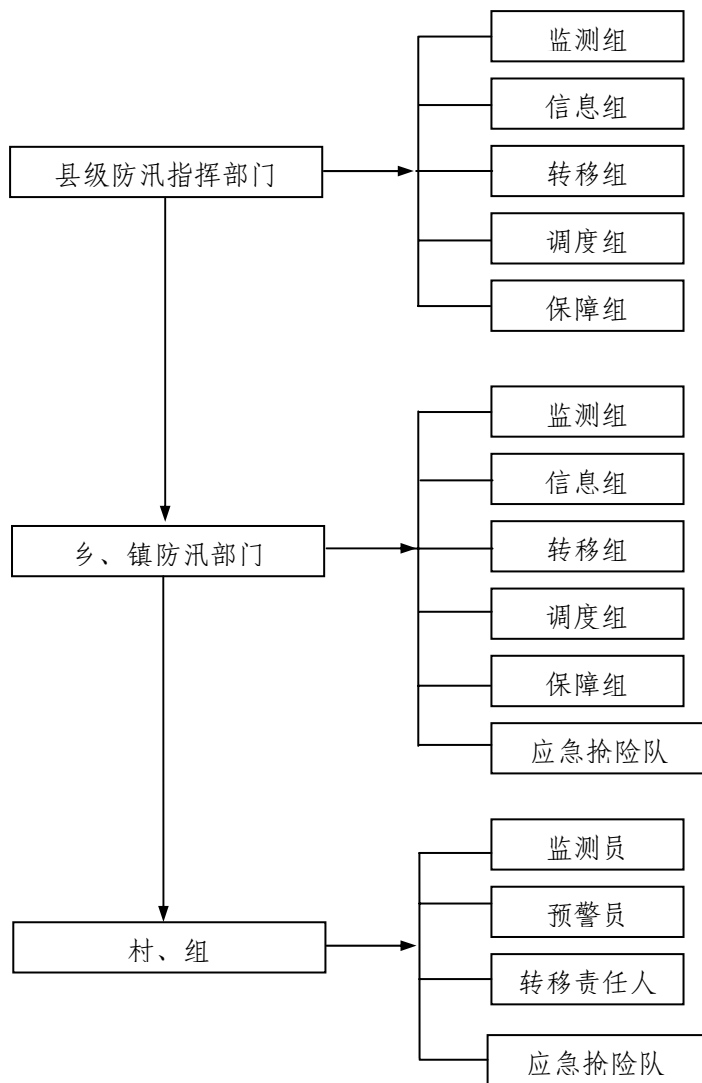 监测组
信息组
县级防汛指挥部门
转移组
调度组
保障组
监测组
信息组
乡、镇防汛部门
转移组
调度组
保障组
应急抢险队
监测员
预警员
村、组
转移责任人
应急抢险队